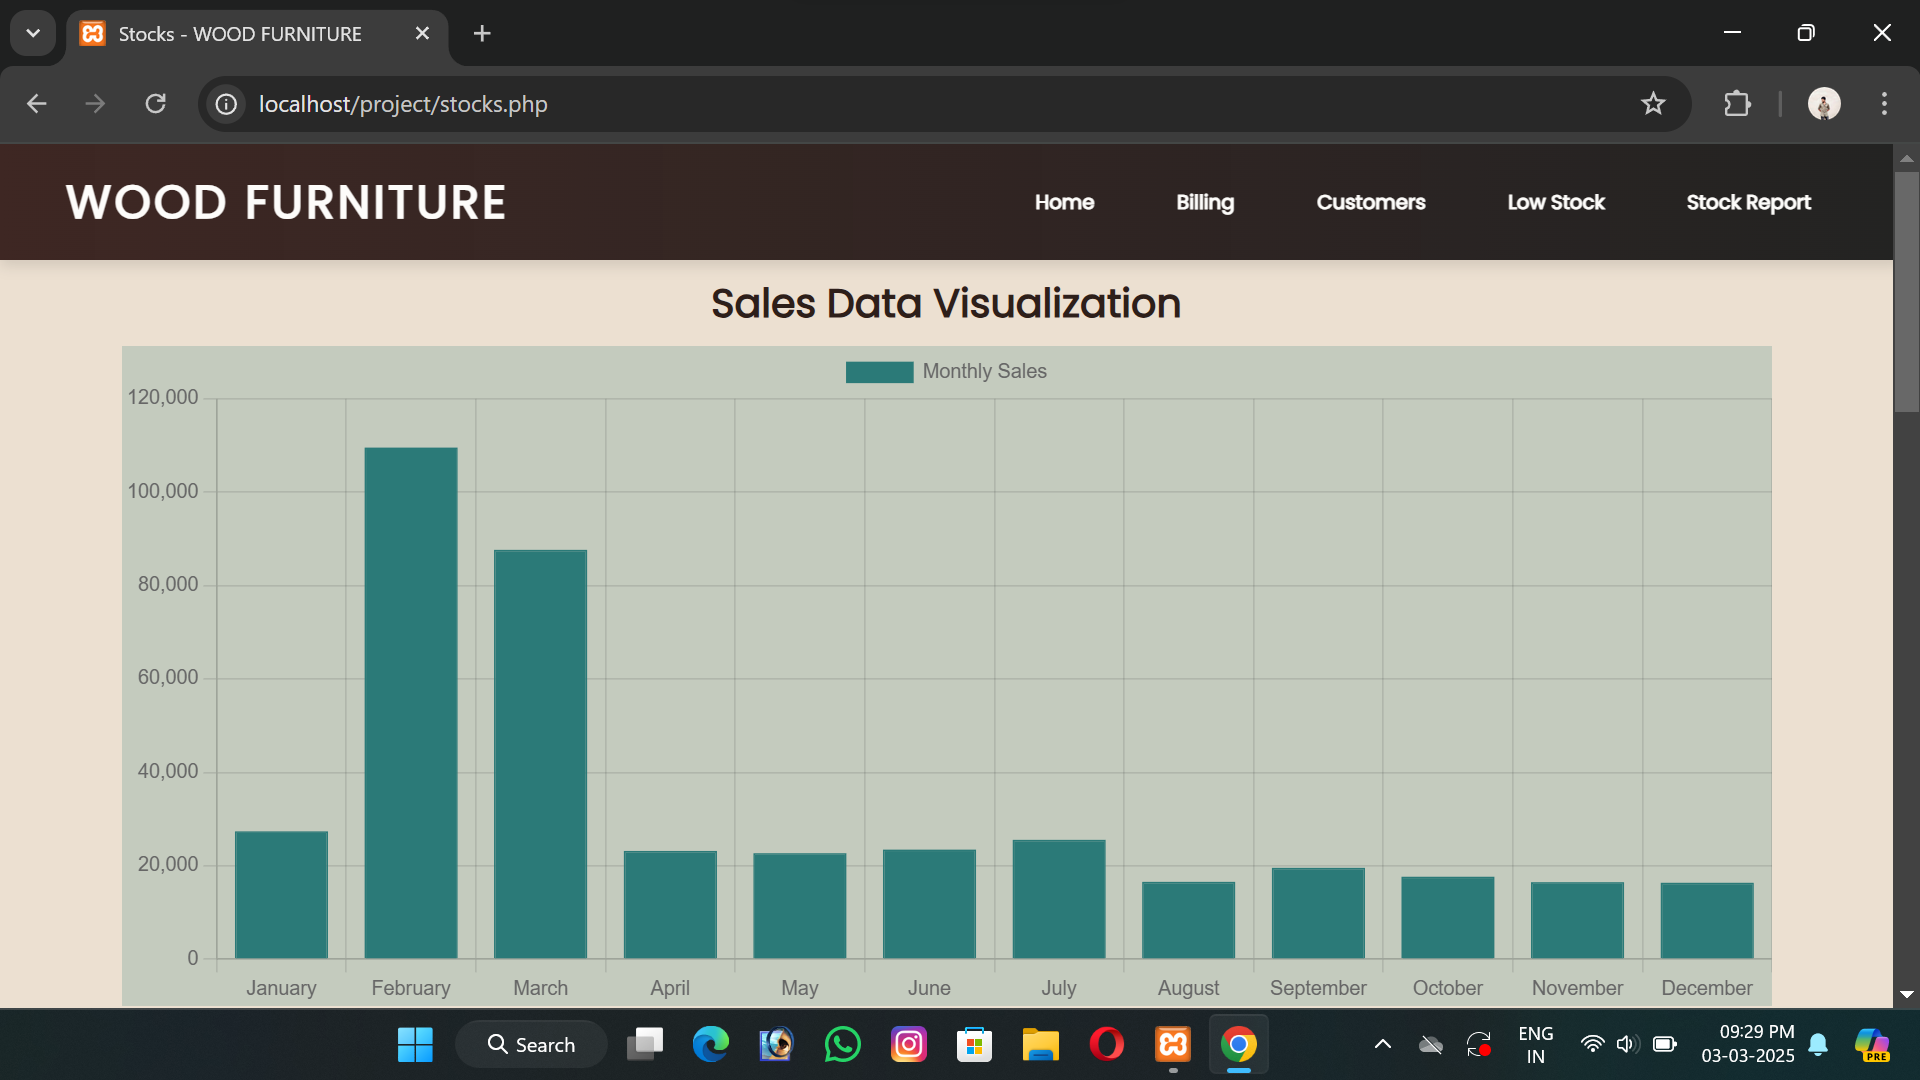 Stocks - WOOD FURNITURE
localhost/project/stocks.php
WOOD FURNITURE
Home Billing Customers Low Stock Stock Report
Sales Data Visualization
Monthly Sales
120,000
100,000
80,000
60,000
40,000
20,000
0
January February March April May June July August September October November December
Search
ENG
IN
09:29 PM
03-03-2025
PRE